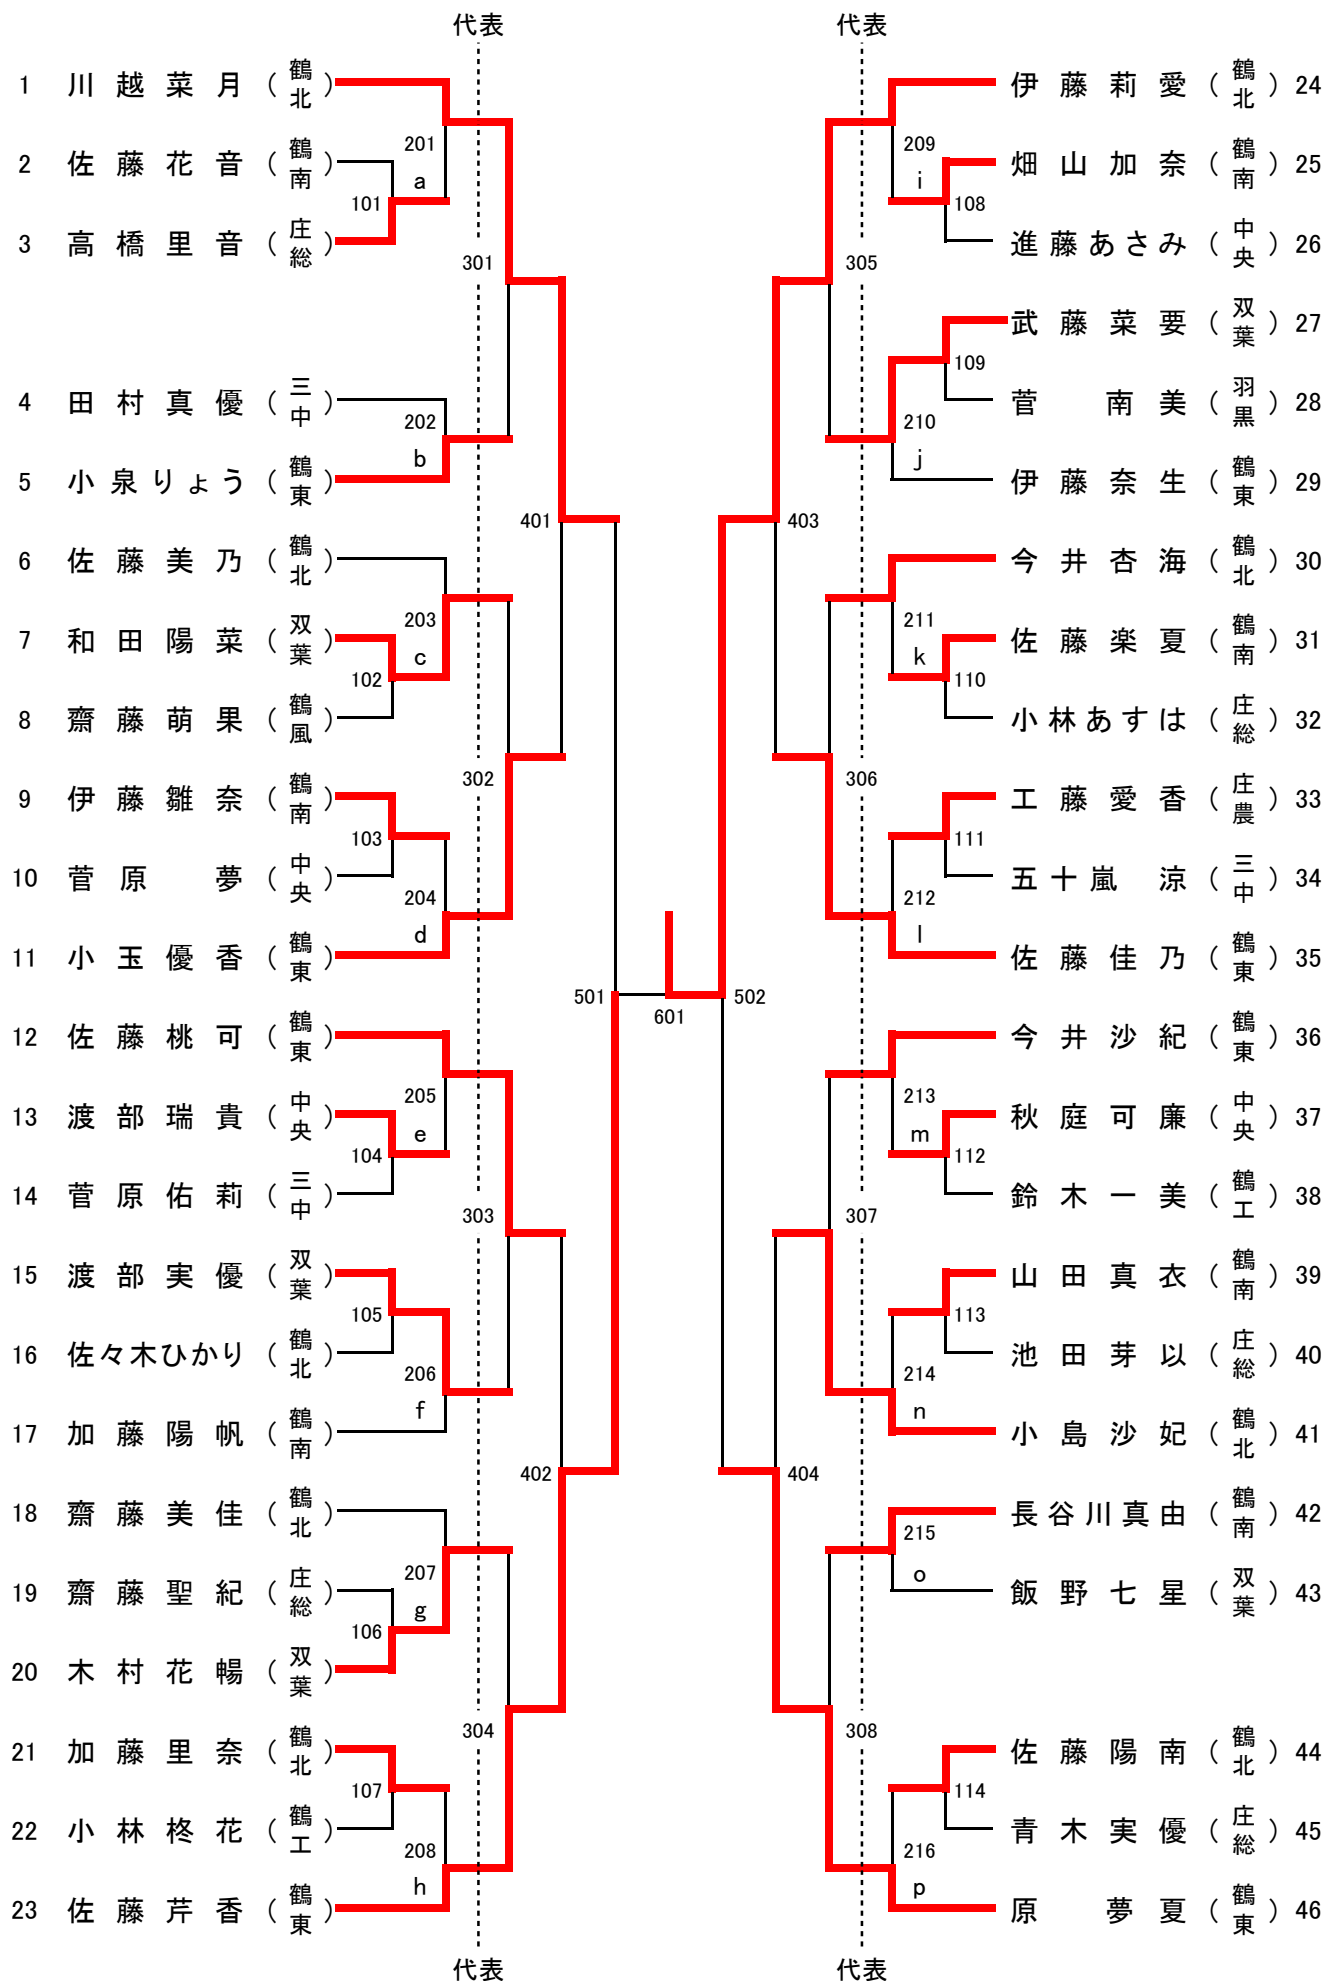 代表 代表
1 川越菜月 (鶴北)
2 佐藤花音 (鶴南)
3 高橋里音 (庄総)
4 田村真優 (三中)
5 小泉りょう (鶴東)
6 佐藤美乃 (鶴北)
7 和田陽菜 (双葉)
8 齋藤萌果 (鶴風)
9 伊藤雛奈 (鶴南)
10 菅原 夢 (中央)
11 小玉優香 (鶴東)
12 佐藤桃可 (鶴東)
13 渡部瑞貴 (中央)
14 菅原佑莉 (三中)
15 渡部実優 (双葉)
16 佐々木ひかり (鶴北)
17 加藤陽帆 (鶴南)
18 齋藤美佳 (鶴北)
19 齋藤聖紀 (庄総)
20 木村花暢 (双葉)
21 加藤里奈 (鶴北)
22 小林柊花 (鶴工)
23 佐藤芹香 (鶴東)
101
102
103
104
105
106
107
201
a
202
b
203
c
204
d
205
e
206
f
207
g
208
h
301
302
303
304
401
402
501
601
502
403
404
305
306
307
308
209
i
210
j
211
k
212
l
213
m
214
n
215
o
216
p
108
109
110
111
112
113
114
伊藤莉愛 (鶴北) 24
畑山加奈 (鶴南) 25
進藤あさみ (中央) 26
武藤菜要 (双葉) 27
菅 南美 (羽黒) 28
伊藤奈生 (鶴東) 29
今井杏海 (鶴北) 30
佐藤楽夏 (鶴南) 31
小林あすは (庄総) 32
工藤愛香 (庄農) 33
五十嵐 涼 (三中) 34
佐藤佳乃 (鶴東) 35
今井沙紀 (鶴東) 36
秋庭可廉 (中央) 37
鈴木一美 (鶴工) 38
山田真衣 (鶴南) 39
池田芽以 (庄総) 40
小島沙妃 (鶴北) 41
長谷川真由 (鶴南) 42
飯野七星 (双葉) 43
佐藤陽南 (鶴北) 44
青木実優 (庄総) 45
原 夢夏 (鶴東) 46
代表 代表